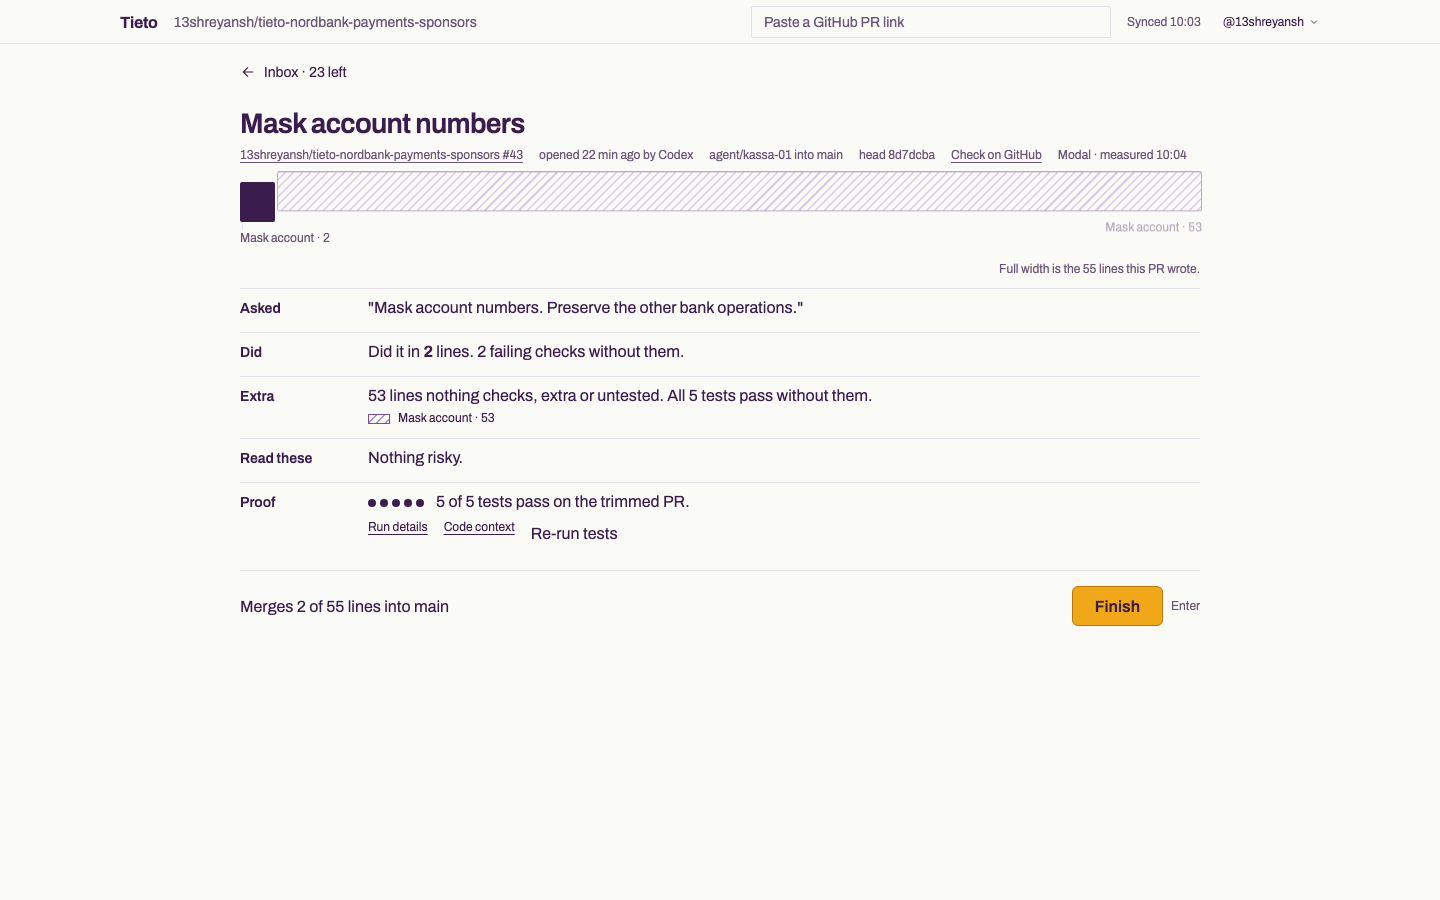 Tieto 13shreyansh/tieto-nordbank-payments-sponsors Paste a GitHub PR link Synced 10:03 @13shreyansh
← Inbox · 23 left
Mask account numbers
13shreyansh/tieto-nordbank-payments-sponsors #43 opened 22 min ago by Codex agent/kassa-01 into main head 8d7dcba Check on GitHub Modal · measured 10:04
Mask account · 53
Mask account · 2
Full width is the 55 lines this PR wrote.
Asked "Mask account numbers. Preserve the other bank operations."
Did Did it in 2 lines. 2 failing checks without them.
Extra 53 lines nothing checks, extra or untested. All 5 tests pass without them.
Mask account · 53
Read these Nothing risky.
Proof 5 of 5 tests pass on the trimmed PR.
Run details Code context Re-run tests
Merges 2 of 55 lines into main Finish Enter